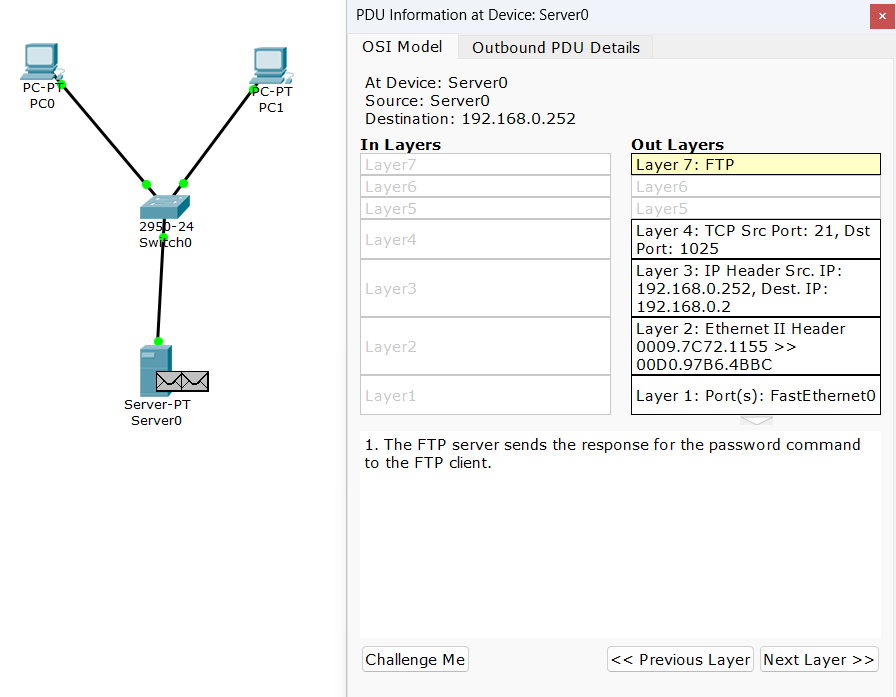 PDU Information at Device: Server0
×
OSI Model
Outbound PDU Details
At Device: Server0
Source: Server0
Destination: 192.168.0.252
In Layers
Layer7
Layer6
Layer5
Layer4
Layer3
Layer2
Layer1
Out Layers
Layer 7: FTP
Layer6
Layer5
Layer 4: TCP Src Port: 21, Dst
Port: 1025
Layer 3: IP Header Src. IP:
192.168.0.252, Dest. IP:
192.168.0.2
Layer 2: Ethernet II Header
0009.7C72.1155 >>
00D0.97B6.4BBC
Layer 1: Port(s): FastEthernet0
1. The FTP server sends the response for the password command
to the FTP client.
Challenge Me
<< Previous Layer
Next Layer >>
PC-PT
PC0
PC-PT
PC1
2950-24
Switch0
Server-PT
Server0